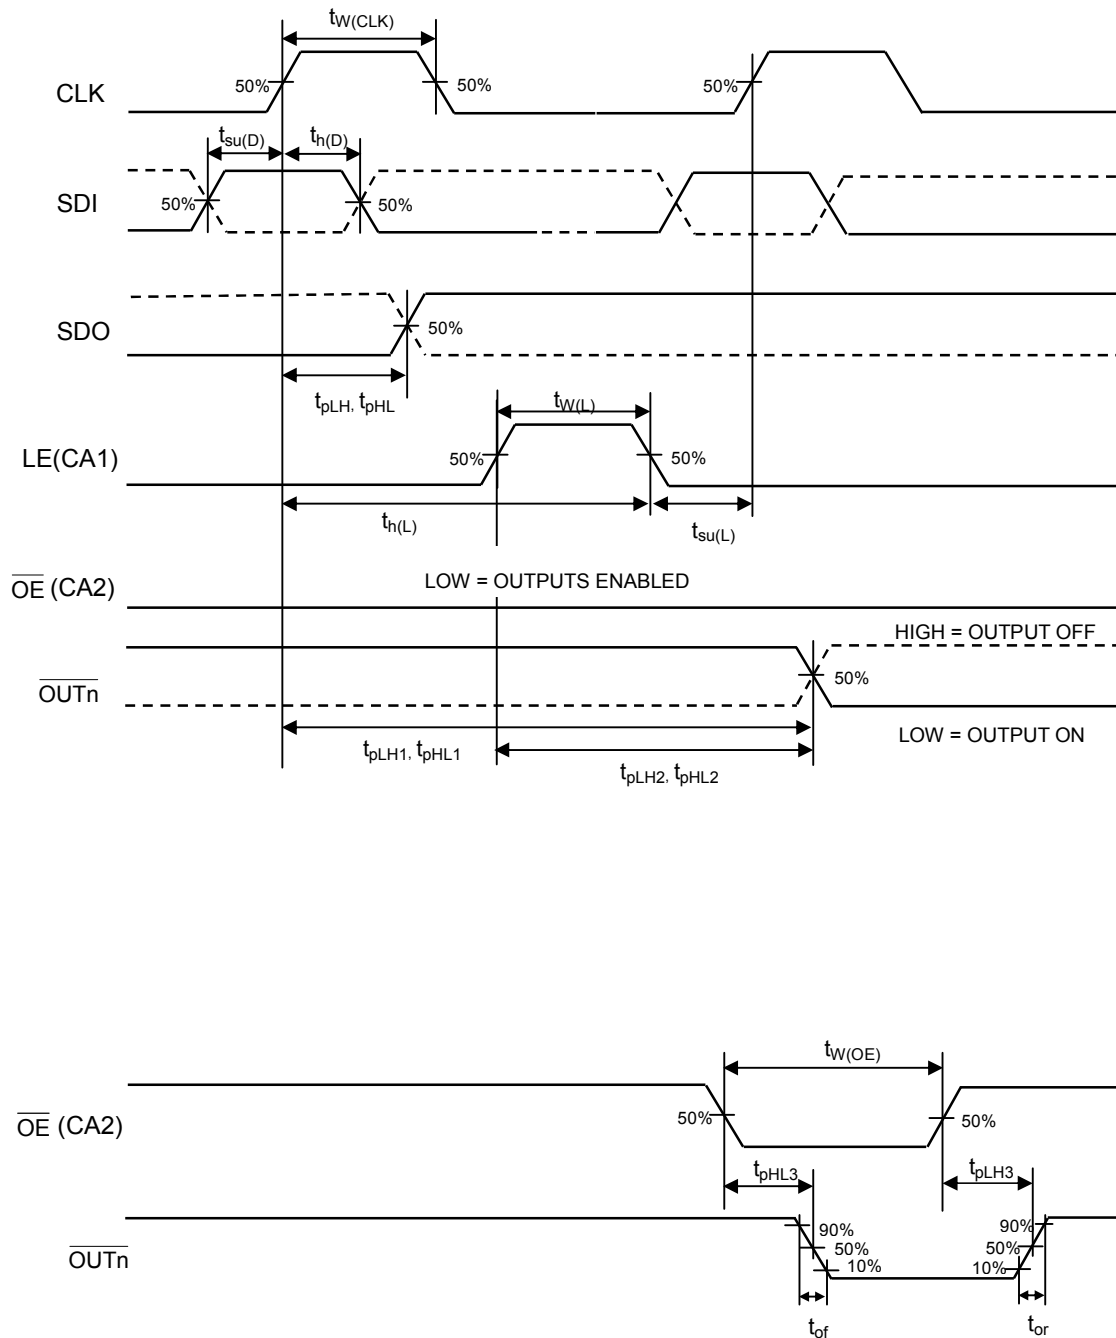 tW(CLK)
50%
50%
50%
CLK
tsu(D)
th(D)
SDI
50%
50%
SDO
50%
tpLH, tpHL
tW(L)
LE(CA1)
50%
50%
th(L)
tsu(L)
OE (CA2)
LOW = OUTPUTS ENABLED
HIGH = OUTPUT OFF
OUTn
50%
LOW = OUTPUT ON
tpLH1, tpHL1
tpLH2, tpHL2
tW(OE)
OE (CA2)
50%
50%
tpHL3
tpLH3
90%
90%
OUTn
50%
50%
10%
10%
tof
tor